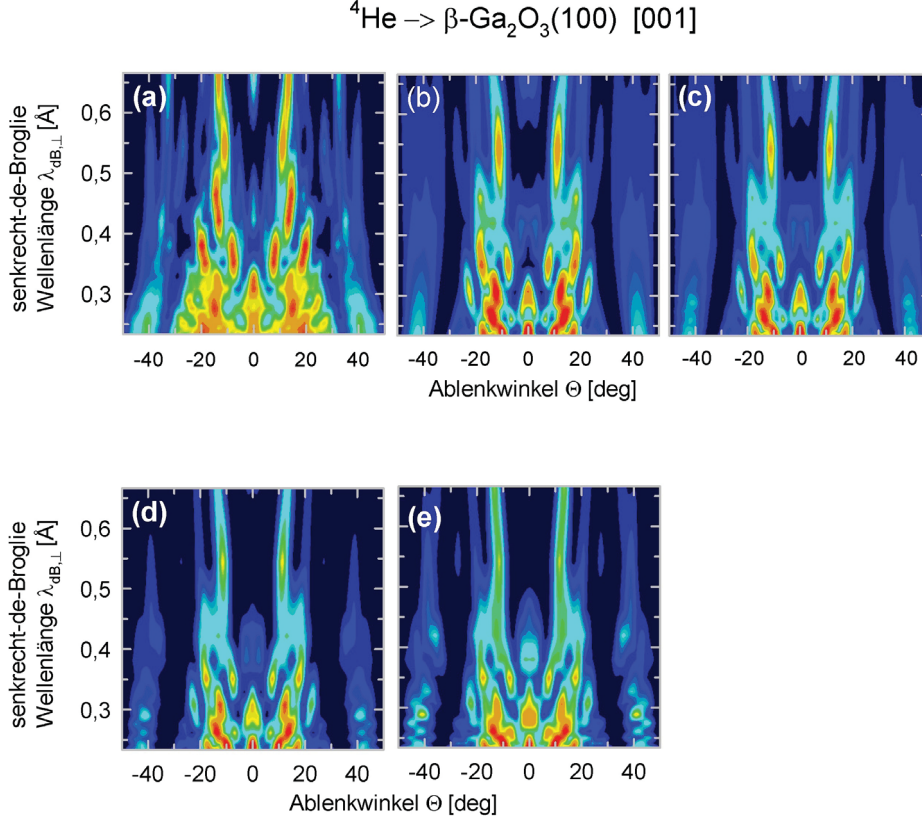 ⁴He –> β-Ga₂O₃(100) [001]
(a) (b) (c)
senkrecht-de-Broglie
Wellenlänge λdB,⊥ [Å]
0,6
0,5
0,4
0,3
-40 -20 0 20 40 -40 -20 0 20 40 -40 -20 0 20 40
Ablenkwinkel Θ [deg]
(d) (e)
senkrecht-de-Broglie
Wellenlänge λdB,⊥ [Å]
0,6
0,5
0,4
0,3
-40 -20 0 20 40 -40 -20 0 20 40
Ablenkwinkel Θ [deg]